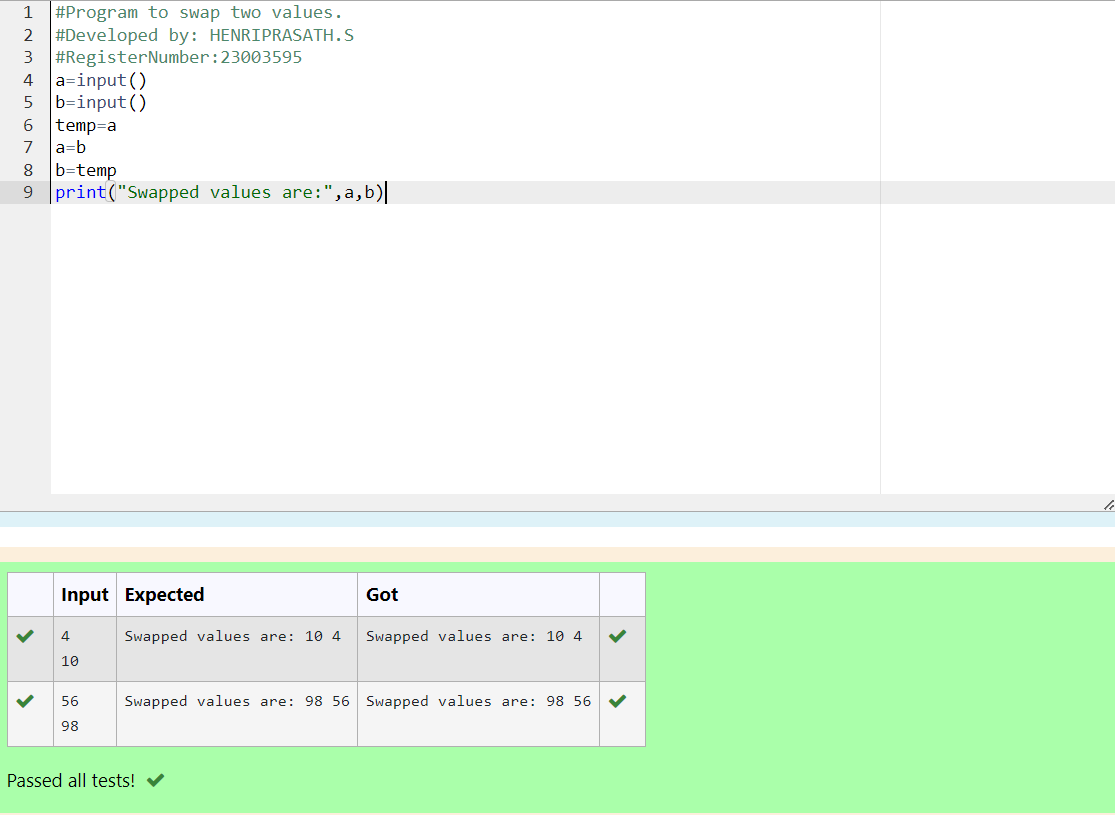 1 #Program to swap two values.
2 #Developed by: HENRIPRASATH.S
3 #RegisterNumber:23003595
4 a=input()
5 b=input()
6 temp=a
7 a=b
8 b=temp
9 print("Swapped values are:",a,b)
Input Expected Got
4 Swapped values are: 10 4 Swapped values are: 10 4
10
56 Swapped values are: 98 56 Swapped values are: 98 56
98
Passed all tests!